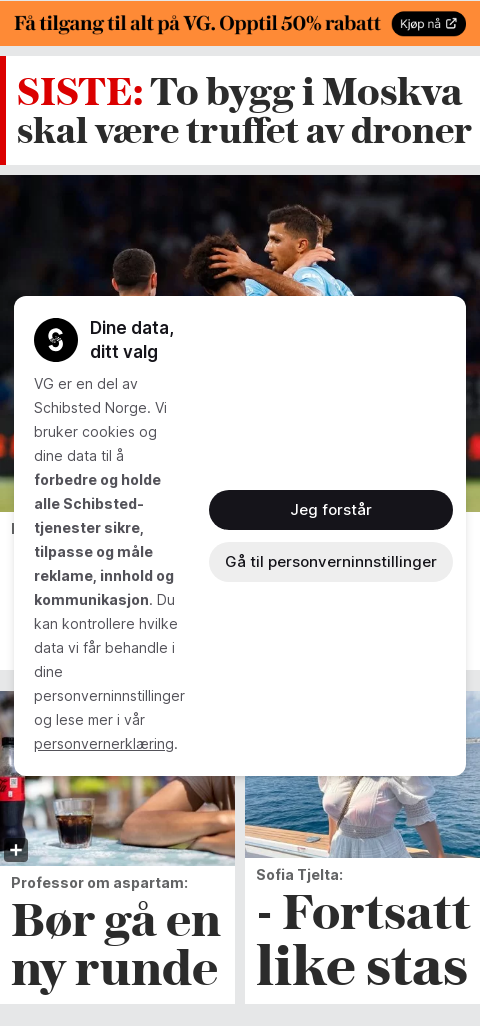 Få tilgang til alt på VG. Opptil 50% rabatt
Kjøp nå
SISTE: To bygg i Moskva
skal være truffet av droner
Dine data,
ditt valg
VG er en del av
Schibsted Norge. Vi
bruker cookies og
dine data til å
forbedre og holde
alle Schibsted-
tjenester sikre,
tilpasse og måle
reklame, innhold og
kommunikasjon. Du
kan kontrollere hvilke
data vi får behandle i
dine
personverninnstillinger
og lese mer i vår
personvernerklæring.
Jeg forstår
Gå til personverninnstillinger
Professor om aspartam:
Bør gå en
ny runde
Sofia Tjelta:
- Fortsatt
like stas